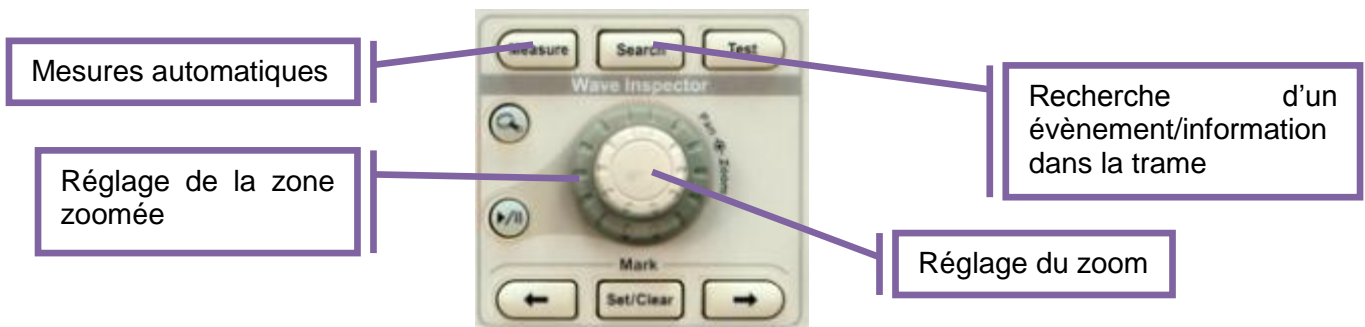 Mesures automatiques
Measure
Search
Test
Wave Inspector
Recherche d'un
évènement/information
dans la trame
Pan
Zoom
Réglage de la zone
zoomée
Réglage du zoom
Mark
Set/Clear